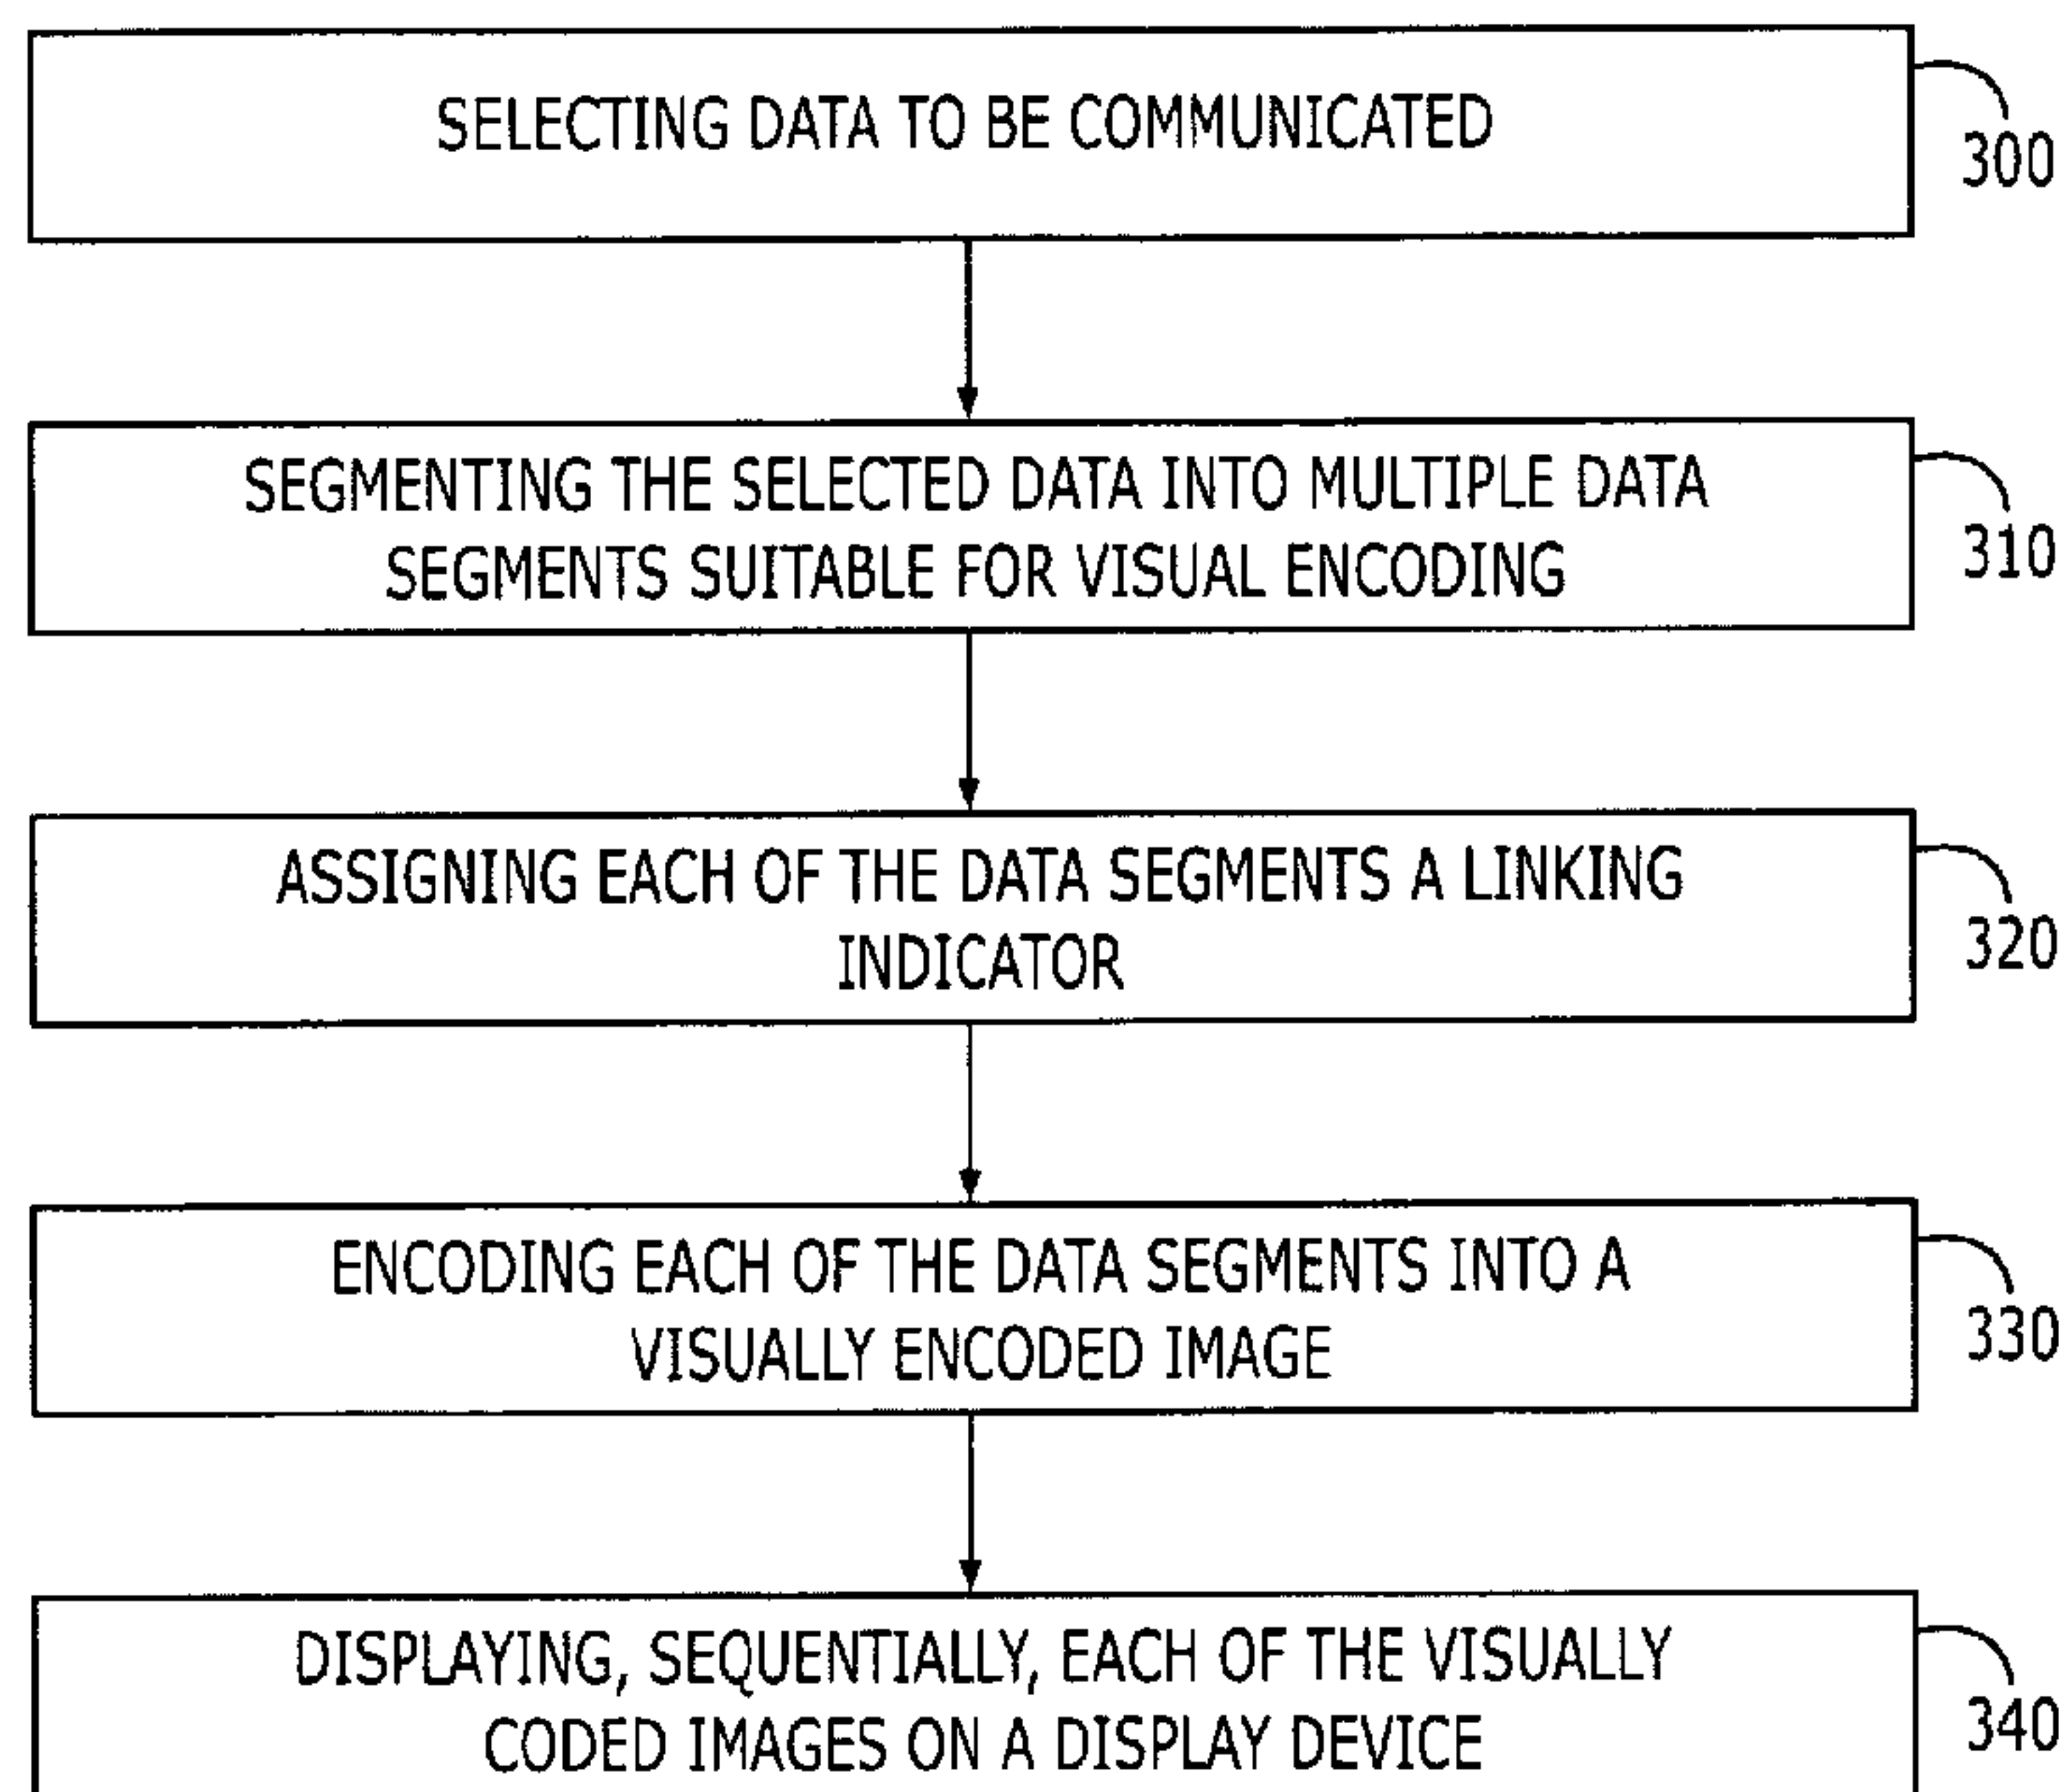 SELECTING DATA TO BE COMMUNICATED
300
SEGMENTING THE SELECTED DATA INTO MULTIPLE DATA
SEGMENTS SUITABLE FOR VISUAL ENCODING
310
ASSIGNING EACH OF THE DATA SEGMENTS A LINKING
INDICATOR
320
ENCODING EACH OF THE DATA SEGMENTS INTO A
VISUALLY ENCODED IMAGE
330
DISPLAYING, SEQUENTIALLY, EACH OF THE VISUALLY
CODED IMAGES ON A DISPLAY DEVICE
340